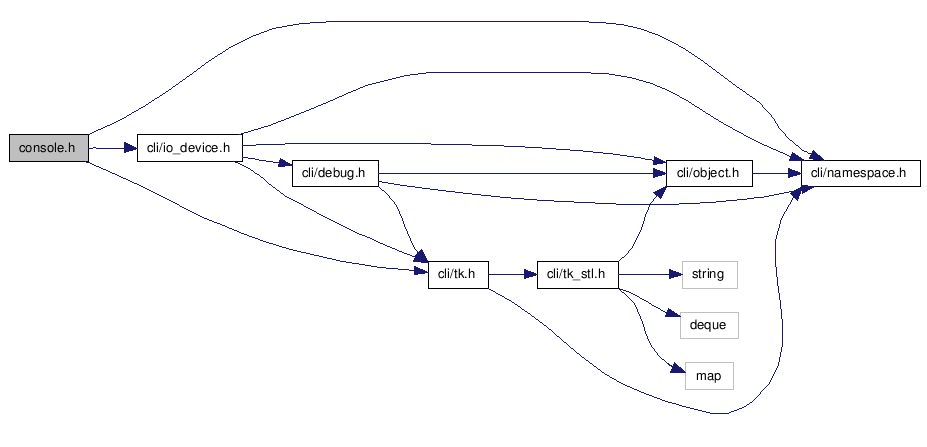 console.h
cli/io_device.h
cli/debug.h
cli/object.h
cli/namespace.h
cli/tk.h
cli/tk_stl.h
string
deque
map